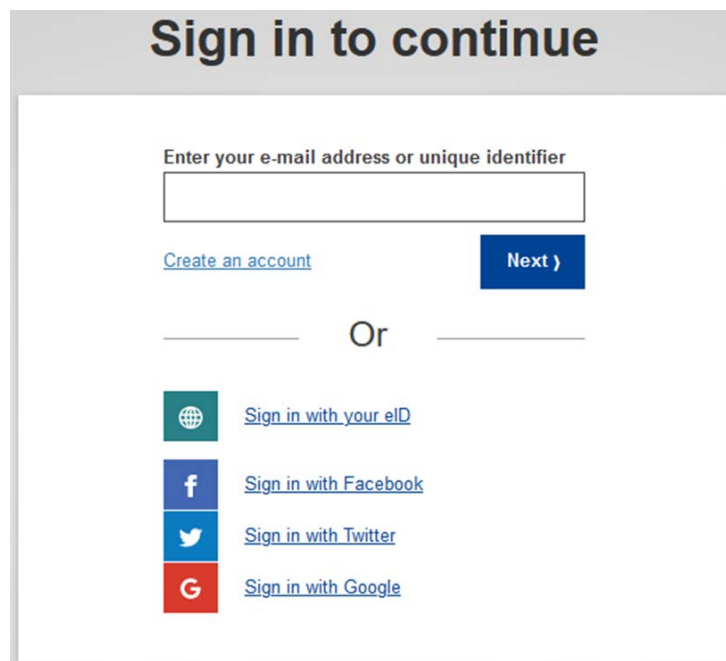 Sign in to continue
Enter your e-mail address or unique identifier
Create an account
Next ⟩
Or
Sign in with your eID
f
Sign in with Facebook
Sign in with Twitter
G
Sign in with Google